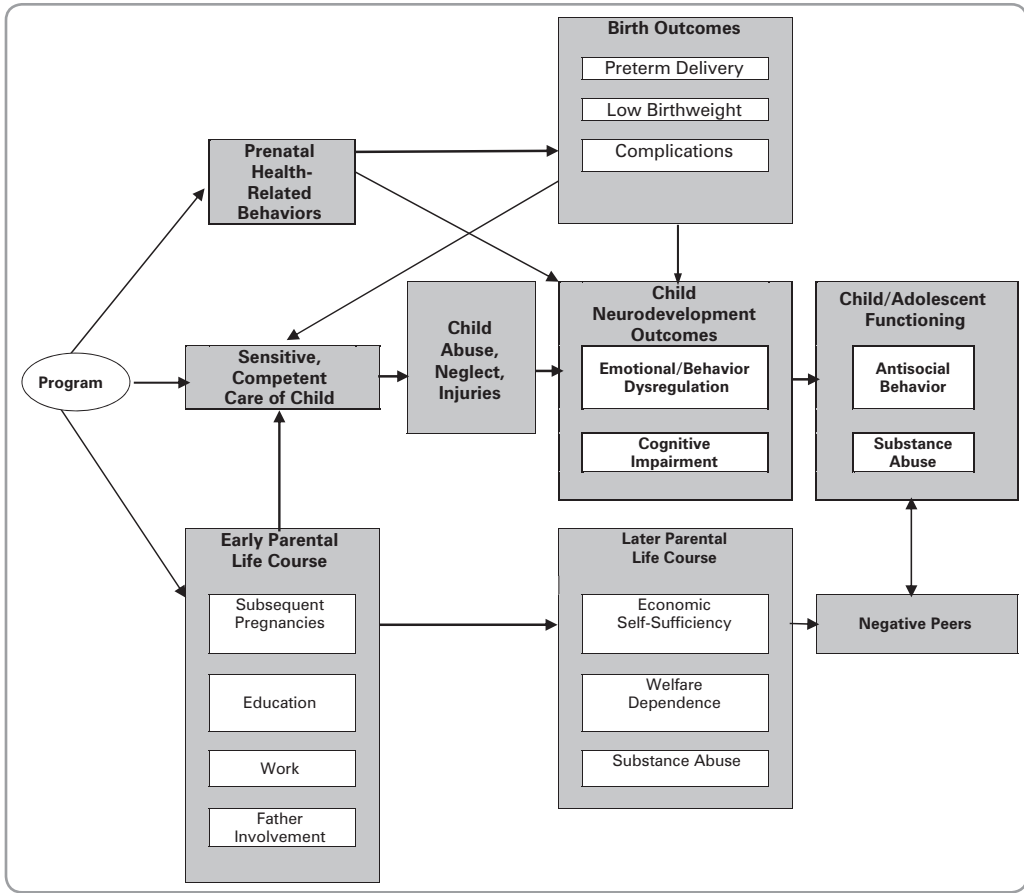 Birth Outcomes
Preterm Delivery
Low Birthweight
Complications
Prenatal
Health-
Related
Behaviors
Program
Sensitive,
Competent
Care of Child
Child
Abuse,
Neglect,
Injuries
Child
Neurodevelopment
Outcomes
Emotional/Behavior
Dysregulation
Cognitive
Impairment
Child/Adolescent
Functioning
Antisocial
Behavior
Substance
Abuse
Early Parental
Life Course
Subsequent
Pregnancies
Education
Work
Father
Involvement
Later Parental
Life Course
Economic
Self-Sufficiency
Welfare
Dependence
Substance Abuse
Negative Peers